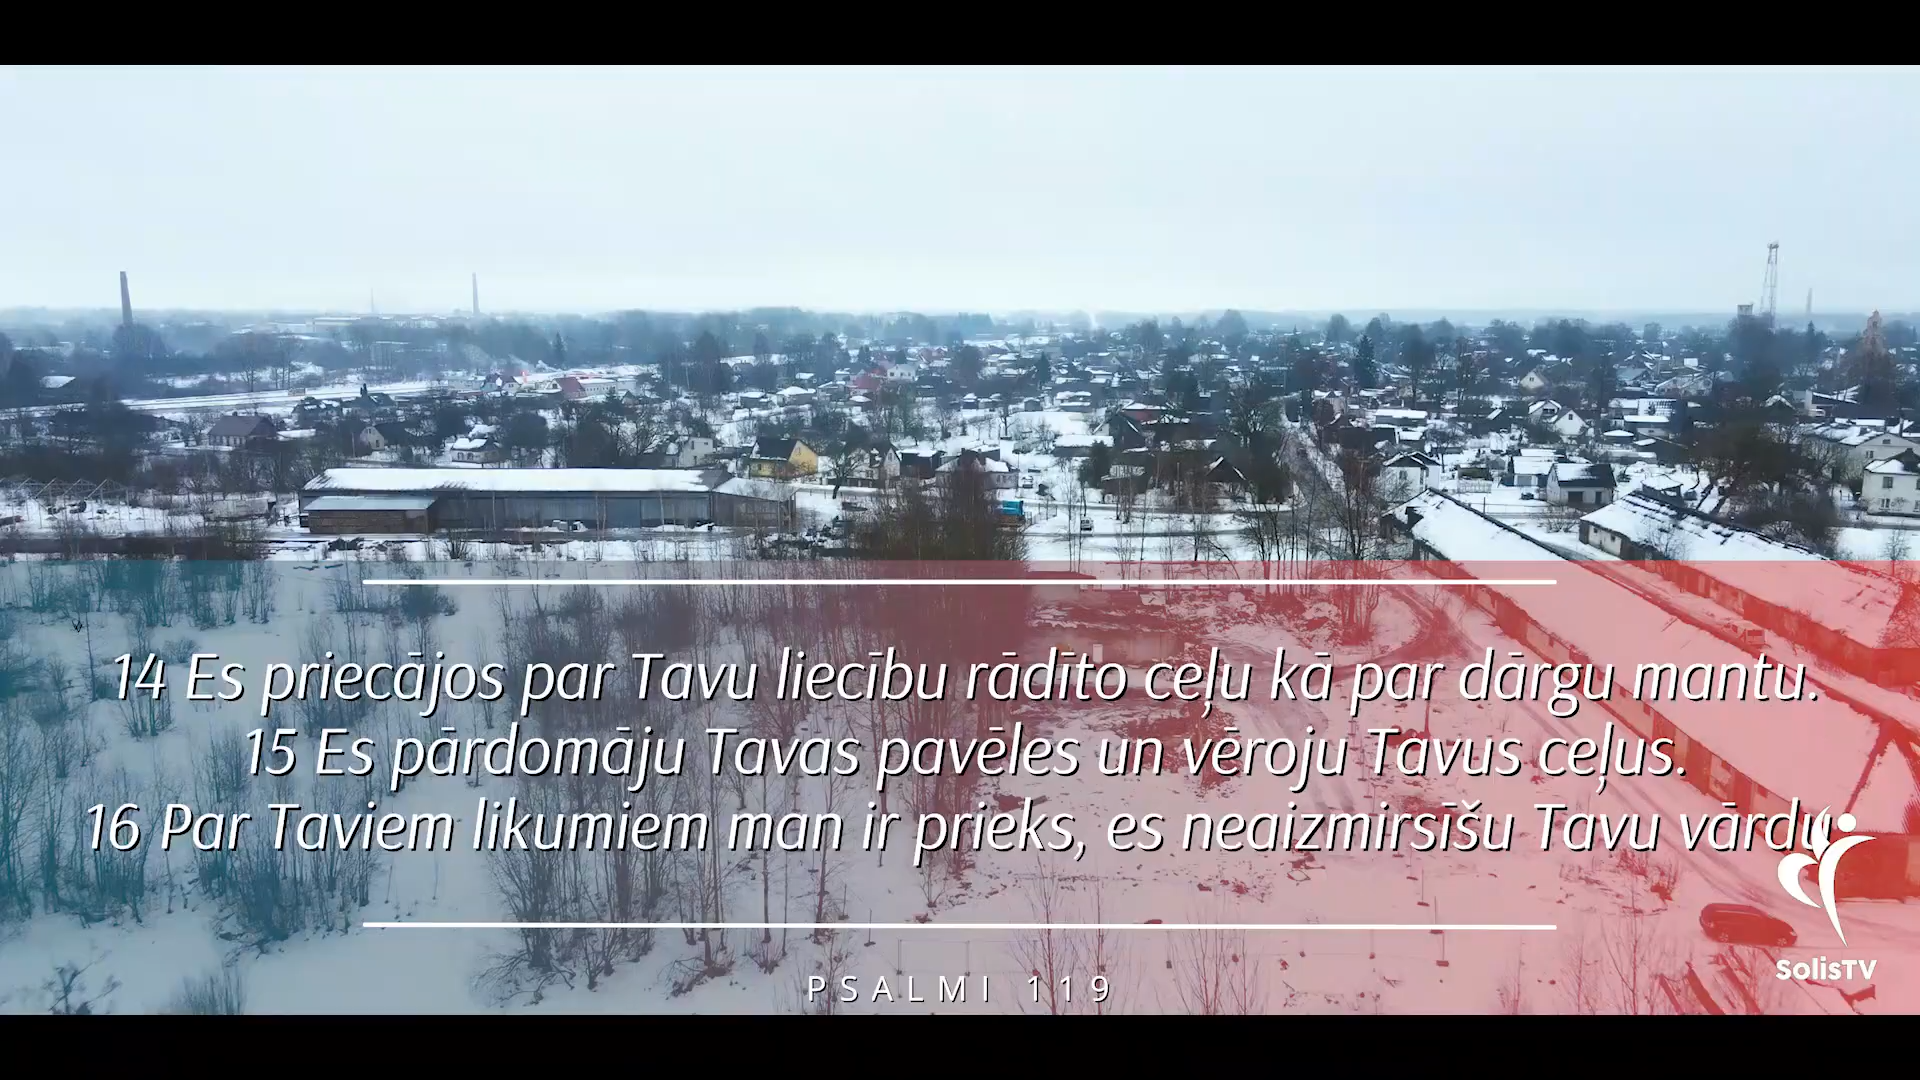 14 Es priecājos par Tavu liecību rādīto ceļu kā par dārgu mantu.
15 Es pārdomāju Tavas pavēles un vēroju Tavus ceļus.
16 Par Taviem likumiem man ir prieks, es neaizmirsīšu Tavu vārdu.
SolisTV
PSALMI 119